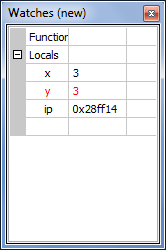 Watches (new)
Function
Locals
x 3
y 3
ip 0x28ff14